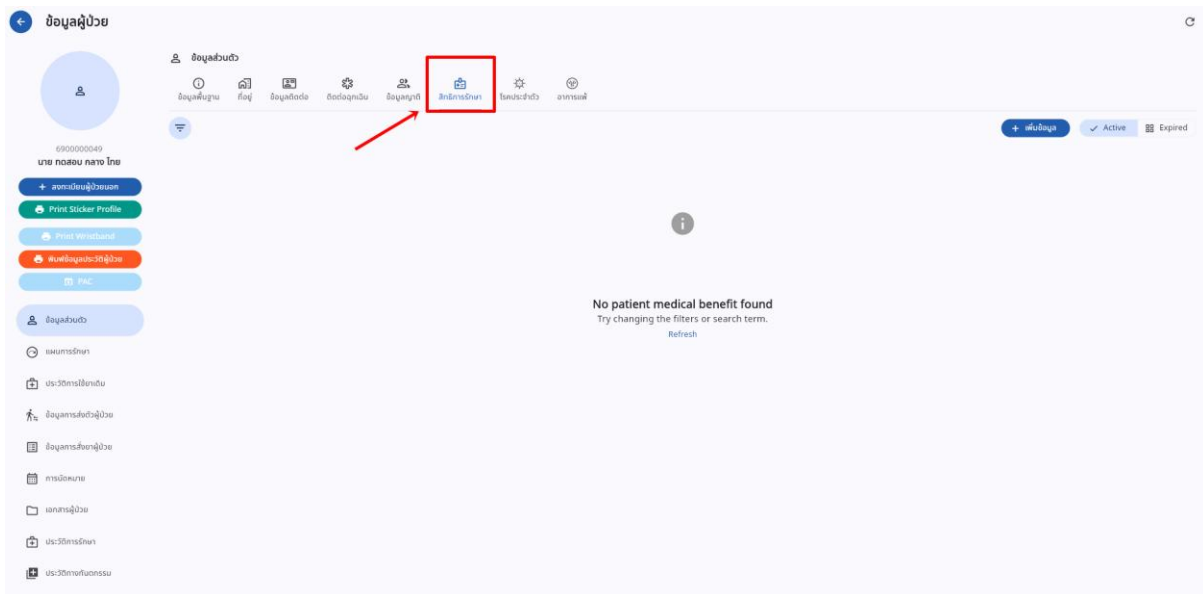 ข้อมูลผู้ป่วย
ข้อมูลส่วนตัว
ข้อมูลพื้นฐาน ที่อยู่ ข้อมูลติดต่อ ติดต่อฉุกเฉิน ข้อมูลญาติ สิทธิการรักษา โรคประจำตัว อาการแพ้
+ เพิ่มข้อมูล Active Expired
6900000049
นาย ทดสอบ กลาง ไทย
+ ลงทะเบียนผู้ป่วยนอก
Print Sticker Profile
Print Wristband
พิมพ์ข้อมูลประวัติผู้ป่วย
PAC
No patient medical benefit found
Try changing the filters or search term.
Refresh
ข้อมูลส่วนตัว
แผนการรักษา
ประวัติการใช้ยาเดิม
ข้อมูลการส่งตัวผู้ป่วย
ข้อมูลการสั่งยาผู้ป่วย
การนัดหมาย
เอกสารผู้ป่วย
ประวัติการรักษา
ประวัติทางทันตกรรม